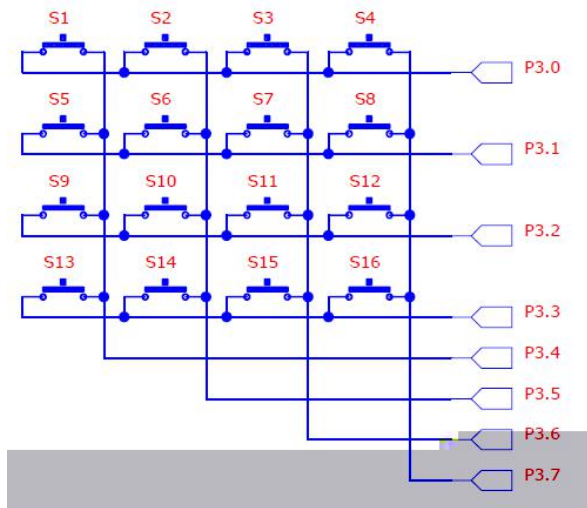 S1 S2 S3 S4
P3.0
S5 S6 S7 S8
P3.1
S9 S10 S11 S12
P3.2
S13 S14 S15 S16
P3.3
P3.4
P3.5
P3.6
P3.7